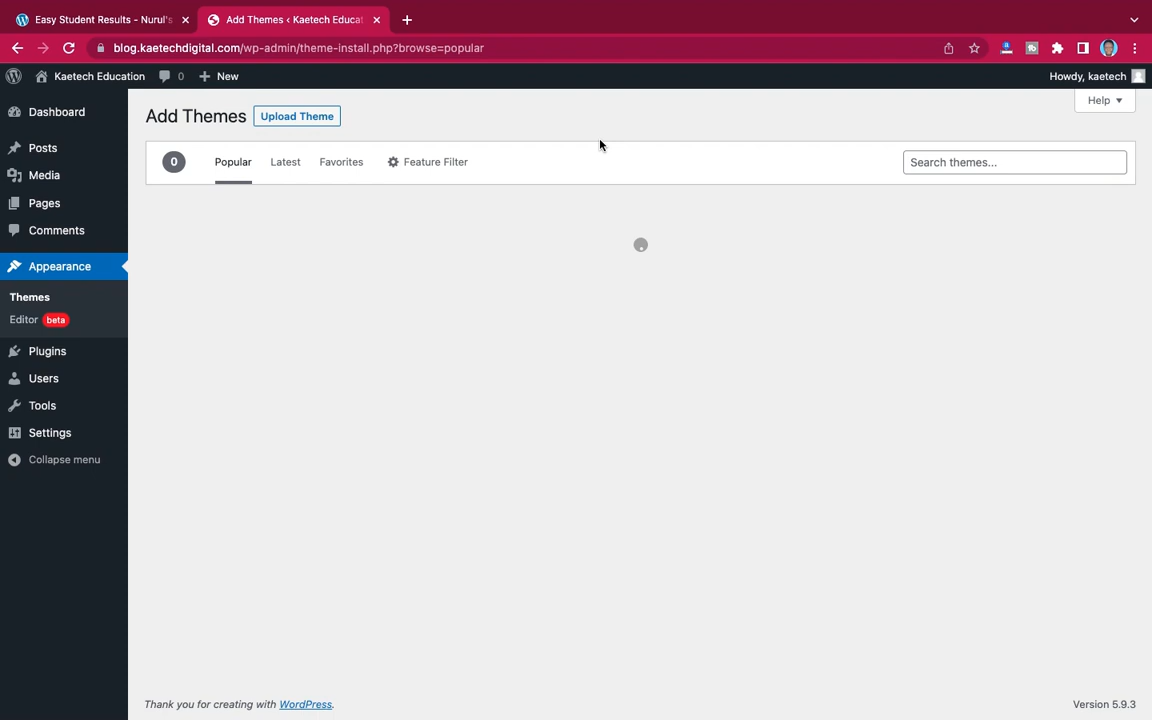 Easy Student Results - Nurul's
Add Themes < Kaetech Educat
blog.kaetechdigital.com/wp-admin/theme-install.php?browse=popular
Kaetech Education 0 New Howdy, kaetech
Dashboard
Posts
Media
Pages
Comments
Appearance
Themes
Editor beta
Plugins
Users
Tools
Settings
Collapse menu
Help
Add Themes Upload Theme
0 Popular Latest Favorites Feature Filter Search themes...
Thank you for creating with WordPress. Version 5.9.3